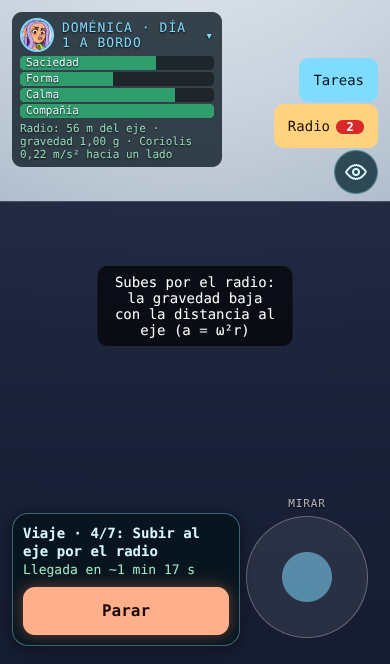 DOMÉNICA · DÍA
1 A BORDO
▾
Saciedad
Forma
Calma
Compañía
Radio: 56 m del eje ·
gravedad 1,00 g · Coriolis
0,22 m/s² hacia un lado
Tareas
Radio 2
Subes por el radio:
la gravedad baja
con la distancia al
eje (a = ω²r)
MIRAR
Viaje · 4/7: Subir al
eje por el radio
Llegada en ~1 min 17 s
Parar